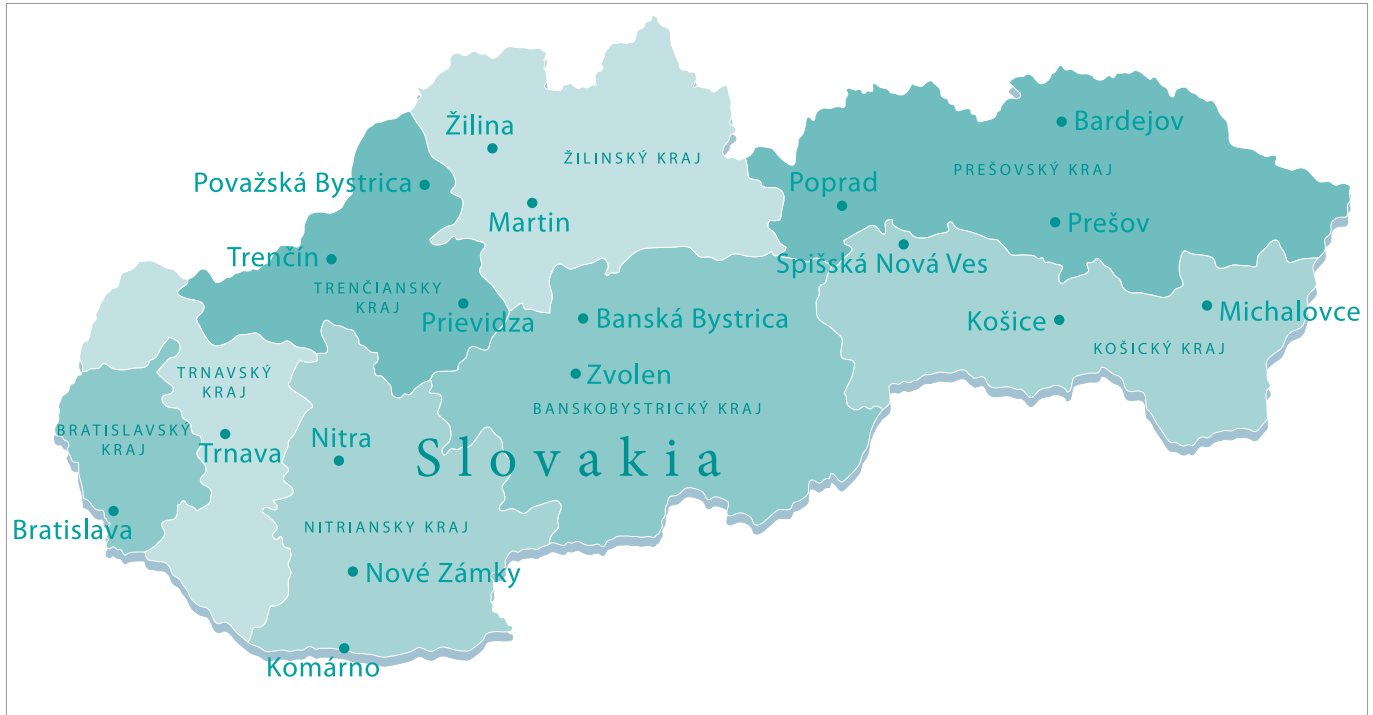 Žilina
Bardejov
ŽILINSKÝ KRAJ
PREŠOVSKÝ KRAJ
Považská Bystrica
Poprad
Martin
Prešov
Trenčín
Spišská Nová Ves
TRENČIANSKY
KRAJ
Prievidza
Banská Bystrica
Košice
Michalovce
KOŠICKÝ KRAJ
TRNAVSKÝ
KRAJ
Zvolen
BANSKOBYSTRICKÝ KRAJ
BRATISLAVSKÝ
KRAJ
Nitra
Trnava
Slovakia
Bratislava
NITRIANSKY KRAJ
Nové Zámky
Komárno